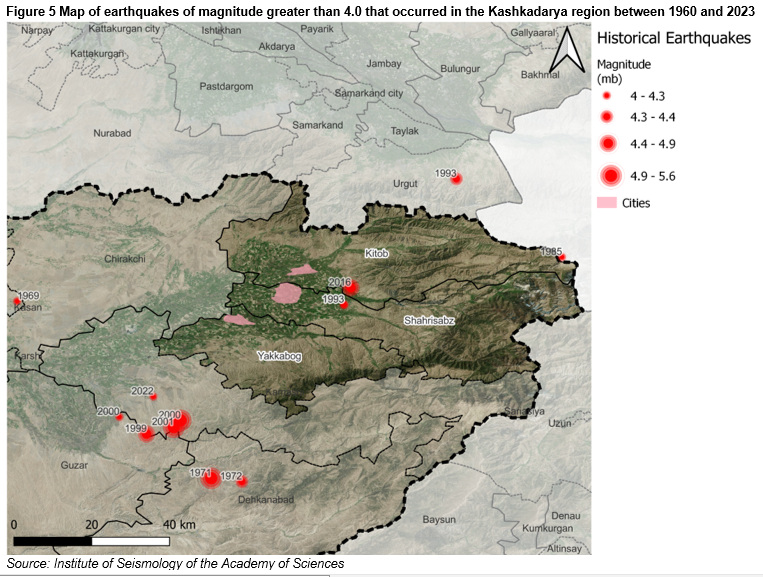 Figure 5 Map of earthquakes of magnitude greater than 4.0 that occurred in the Kashkadarya region between 1960 and 2023
Narpay
Kattakurgan city
Ishtikhan
Payarik
Gallyaaral
Kattakurgan
Akdarya
Jambay
Bulungur
Bakhmal
Pastdargom
Samarkand city
Nurabad
Samarkand
Taylak
Urgut
1993
Chirakchi
Kitob
1985
1969
Kasan
2016
1993
Shahrisabz
Karshi
Yakkabog
2022
2000
2000
2001
1999
Sariasiya
Uzun
Guzar
1971
1972
Dehkanabad
Baysun
Denau
Kumkurgan
Altinsay
0 20 40 km
Historical Earthquakes
Magnitude
(mb)
4 - 4.3
4.3 - 4.4
4.4 - 4.9
4.9 - 5.6
Cities
Source: Institute of Seismology of the Academy of Sciences